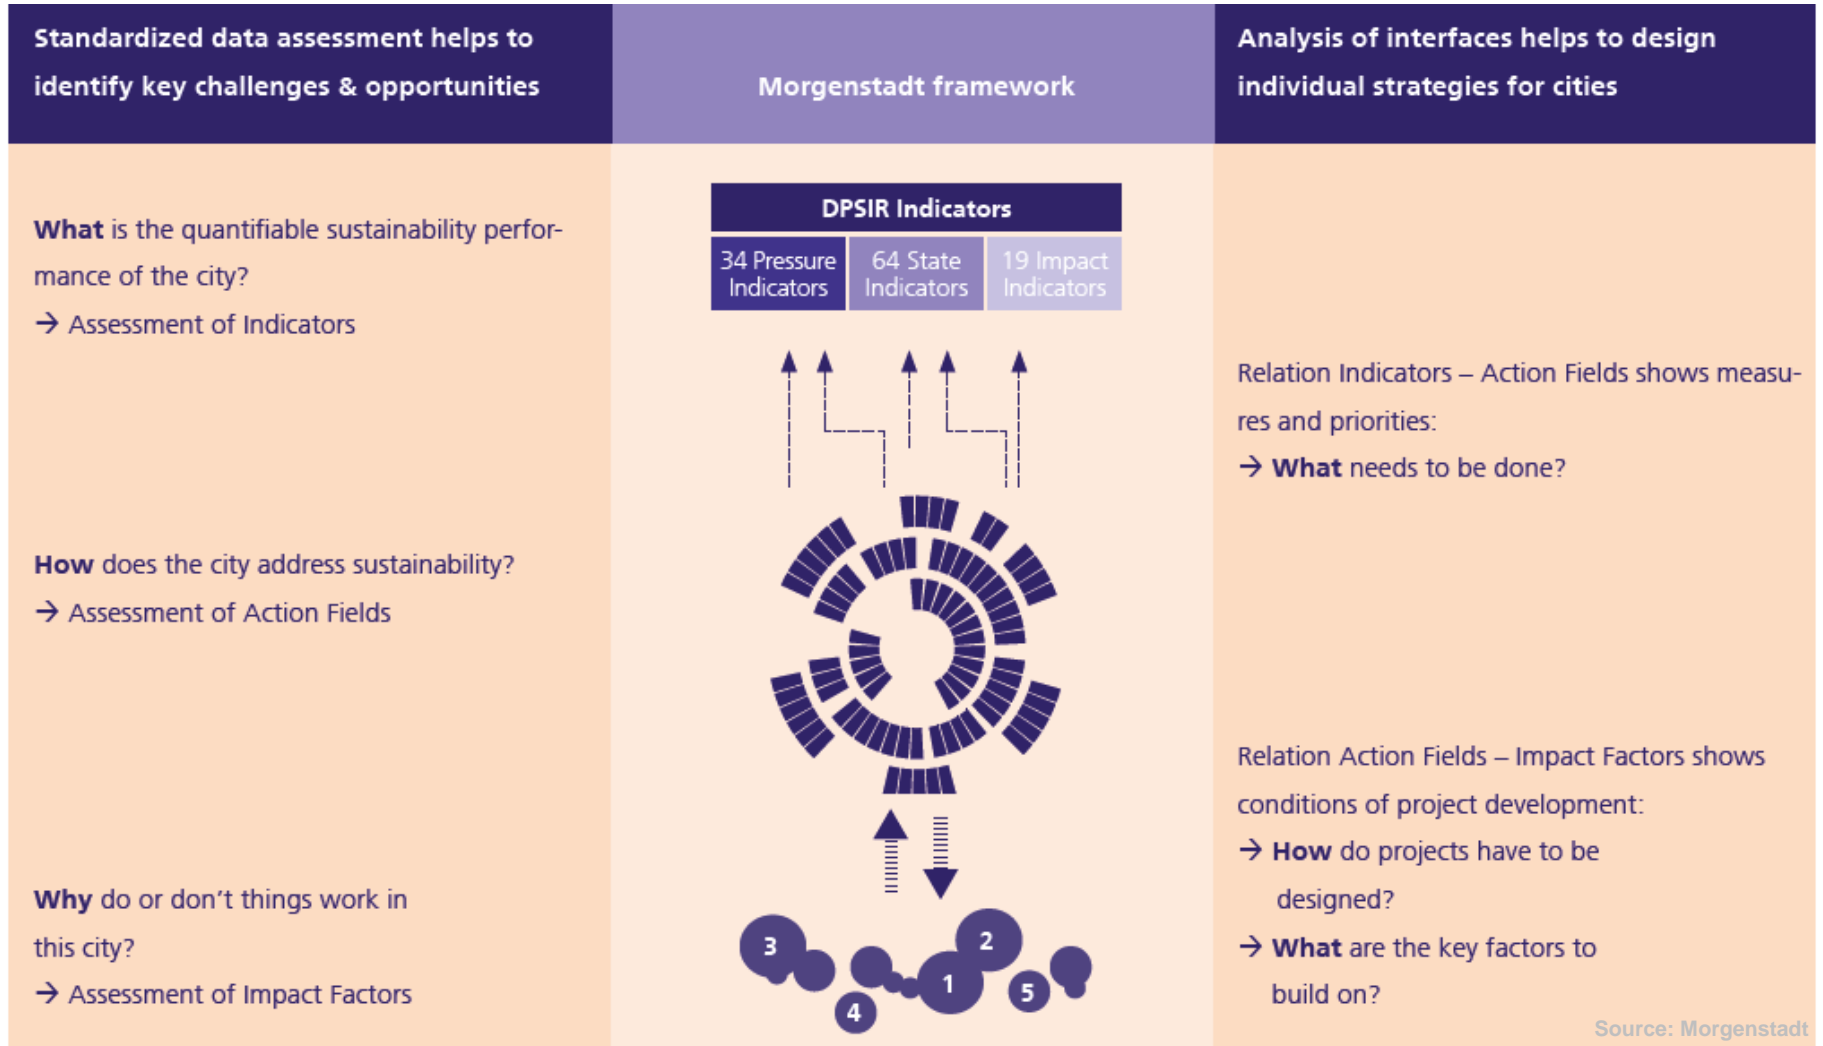 Standardized data assessment helps to
identify key challenges & opportunities
Morgenstadt framework
Analysis of interfaces helps to design
individual strategies for cities
What is the quantifiable sustainability perfor-
mance of the city?
→ Assessment of Indicators
How does the city address sustainability?
→ Assessment of Action Fields
Why do or don't things work in
this city?
→ Assessment of Impact Factors
DPSIR Indicators
34 Pressure
Indicators
64 State
Indicators
19 Impact
Indicators
3
2
1
5
4
Relation Indicators – Action Fields shows measu-
res and priorities:
→ What needs to be done?
Relation Action Fields – Impact Factors shows
conditions of project development:
→ How do projects have to be
designed?
→ What are the key factors to
build on?
Source: Morgenstadt